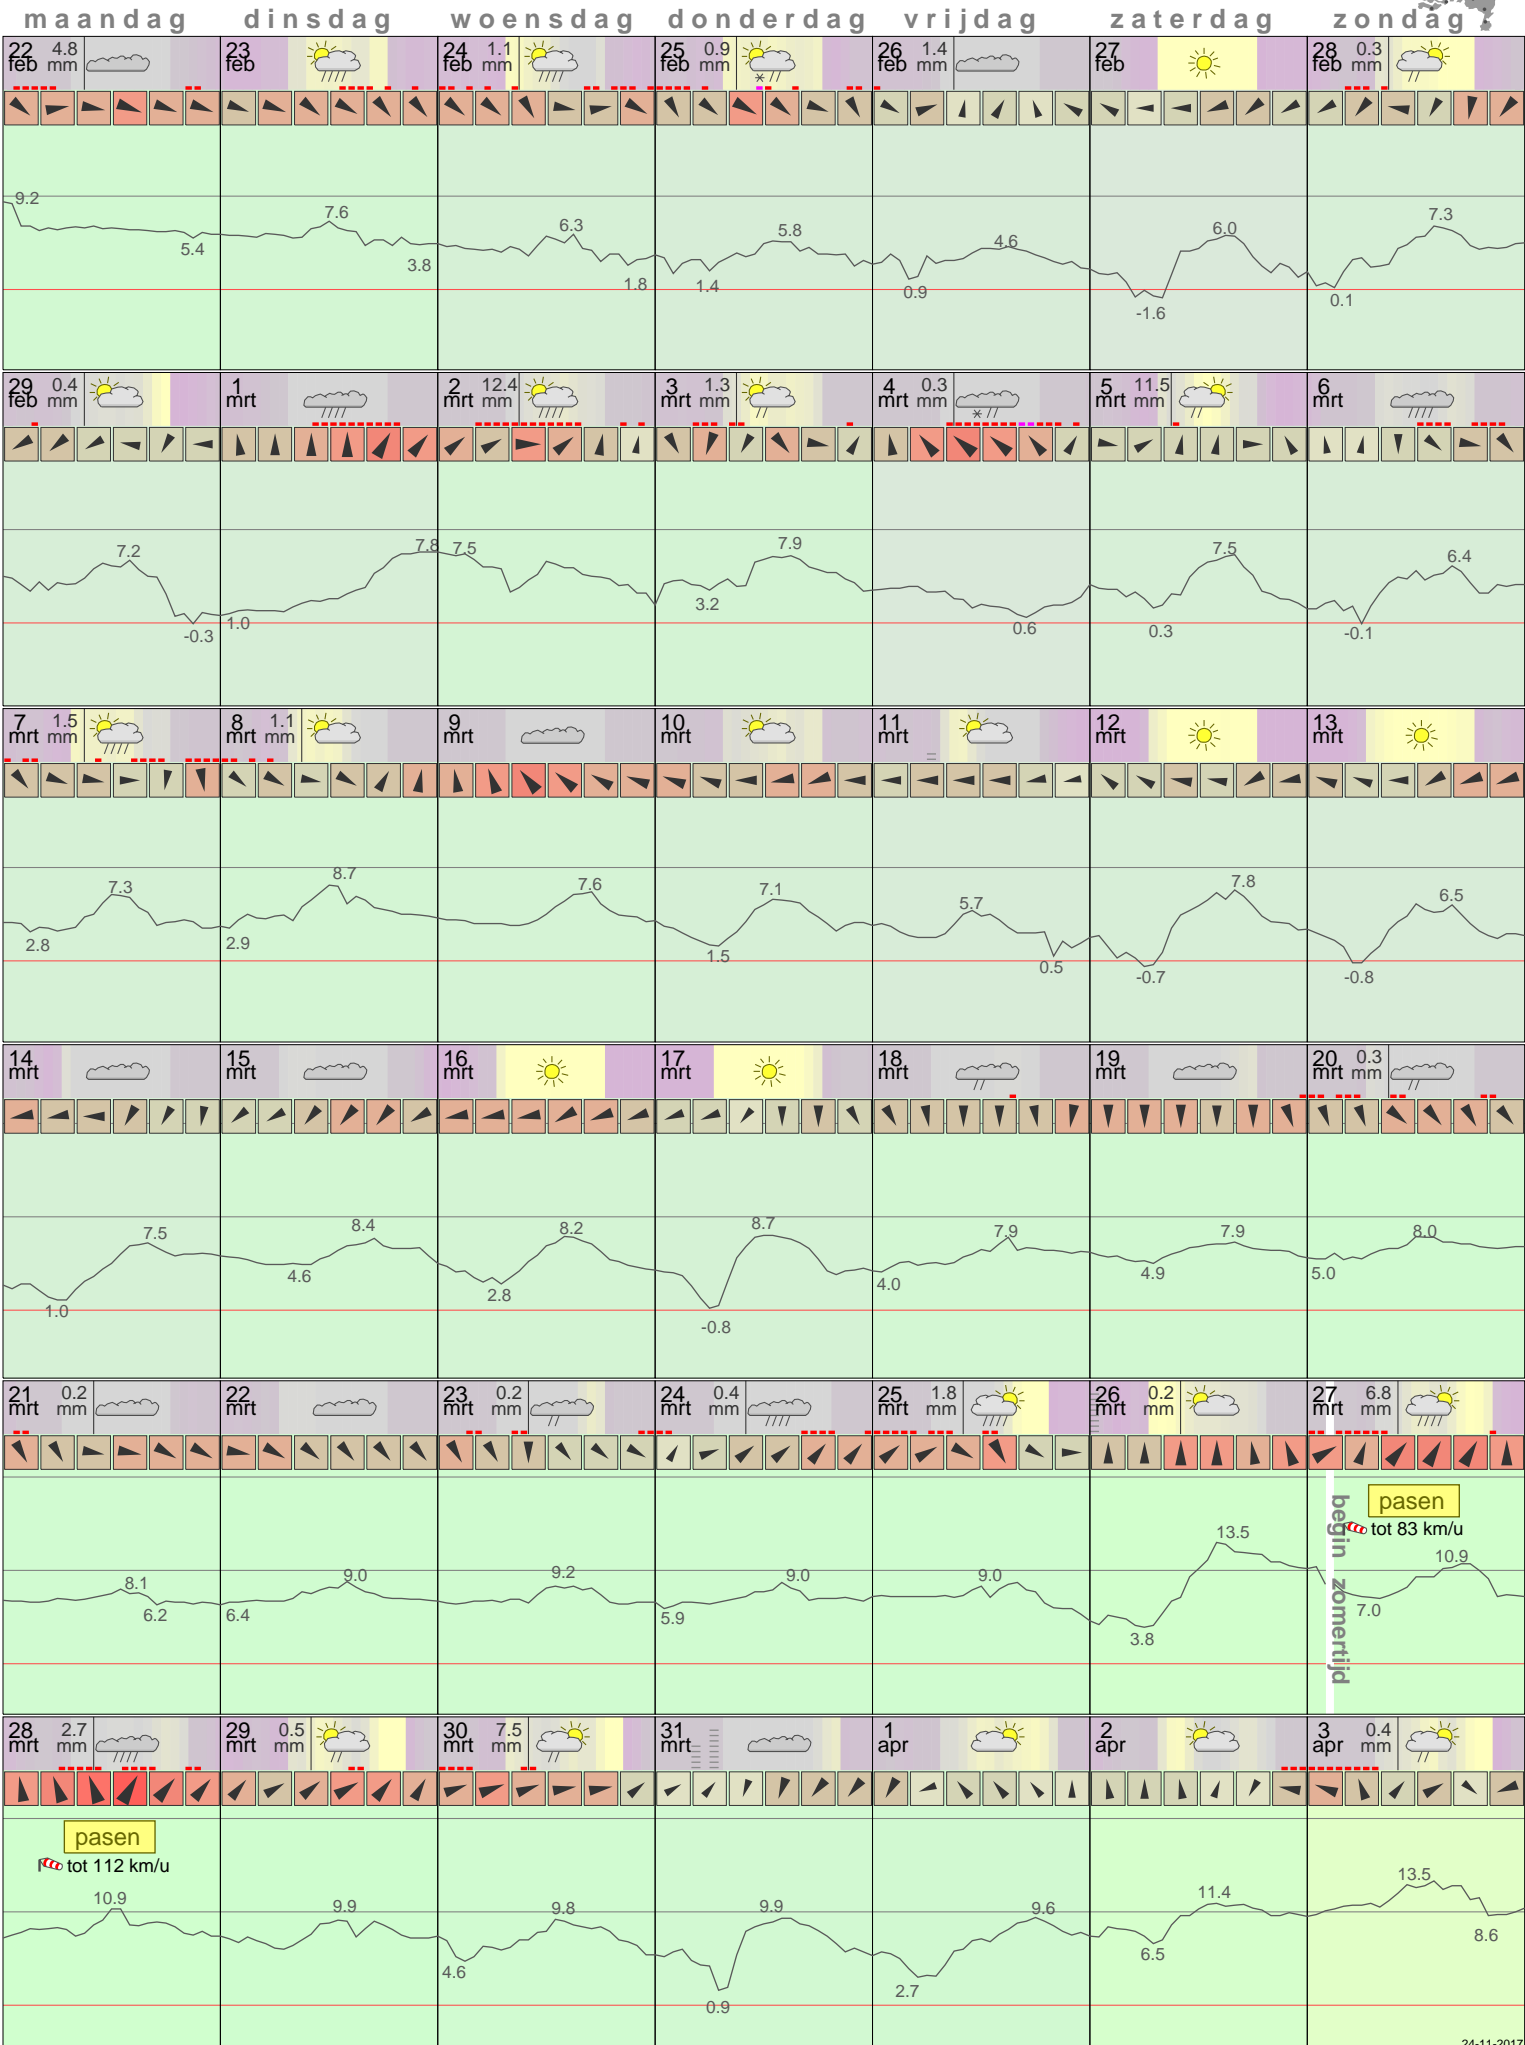 maandag dinsdag woensdag donderdag vrijdag zaterdag zondag
22 feb 4.8 mm
23 feb
24 feb 1.1 mm
25 feb 0.9 mm
26 feb 1.4 mm
27 feb
28 feb 0.3 mm
9.2 5.4 7.6 3.8 6.3 1.8 1.4 5.8 0.9 4.6 -1.6 6.0 0.1 7.3
29 feb 0.4 mm
1 mrt
2 mrt 12.4 mm
3 mrt 1.3 mm
4 mrt 0.3 mm
5 mrt 11.5 mm
6 mrt
7.2 -0.3 1.0 7.8 7.5 3.2 7.9 0.6 0.3 7.5 -0.1 6.4
7 mrt 1.5 mm
8 mrt 1.1 mm
9 mrt
10 mrt
11 mrt
12 mrt
13 mrt
2.8 7.3 2.9 8.7 7.6 1.5 7.1 5.7 0.5 -0.7 7.8 -0.8 6.5
14 mrt
15 mrt
16 mrt
17 mrt
18 mrt
19 mrt
20 mrt 0.3 mm
1.0 7.5 4.6 8.4 2.8 8.2 -0.8 8.7 4.0 7.9 4.9 7.9 5.0 8.0
21 mrt 0.2 mm
22 mrt
23 mrt 0.2 mm
24 mrt 0.4 mm
25 mrt 1.8 mm
26 mrt 0.2 mm
27 mrt 6.8 mm
begin zomertijd
pasen
tot 83 km/u
8.1 6.2 6.4 9.0 9.2 5.9 9.0 9.0 3.8 13.5 7.0 10.9
28 mrt 2.7 mm
29 mrt 0.5 mm
30 mrt 7.5 mm
31 mrt
1 apr
2 apr
3 apr 0.4 mm
pasen
tot 112 km/u
10.9 9.9 4.6 9.8 0.9 9.9 2.7 9.6 6.5 11.4 13.5 8.6
24-11-2017